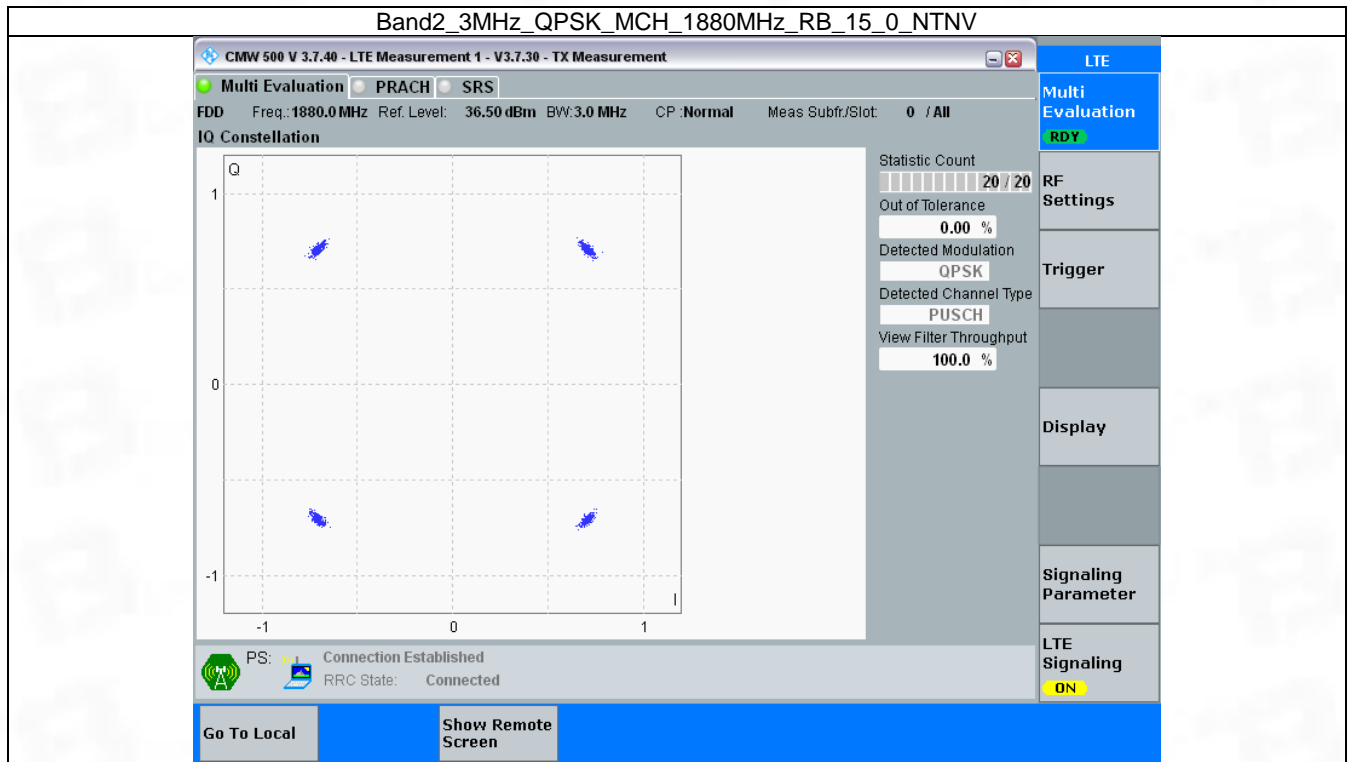 Band2_3MHz_QPSK_MCH_1880MHz_RB_15_0_NTNV
CMW 500 V 3.7.40 - LTE Measurement 1 - V3.7.30 - TX Measurement
LTE
Multi Evaluation PRACH SRS
FDD Freq.:1880.0 MHz Ref. Level: 36.50 dBm BW:3.0 MHz CP :Normal Meas Subfr./Slot: 0 / All
IQ Constellation
Q
1
0
-1
I
-1 0 1
Statistic Count
20 / 20
Out of Tolerance
0.00 %
Detected Modulation
QPSK
Detected Channel Type
PUSCH
View Filter Throughput
100.0 %
Multi
Evaluation
RDY
RF
Settings
Trigger
Display
Signaling
Parameter
LTE
Signaling
ON
PS: Connection Established
RRC State: Connected
Go To Local
Show Remote
Screen